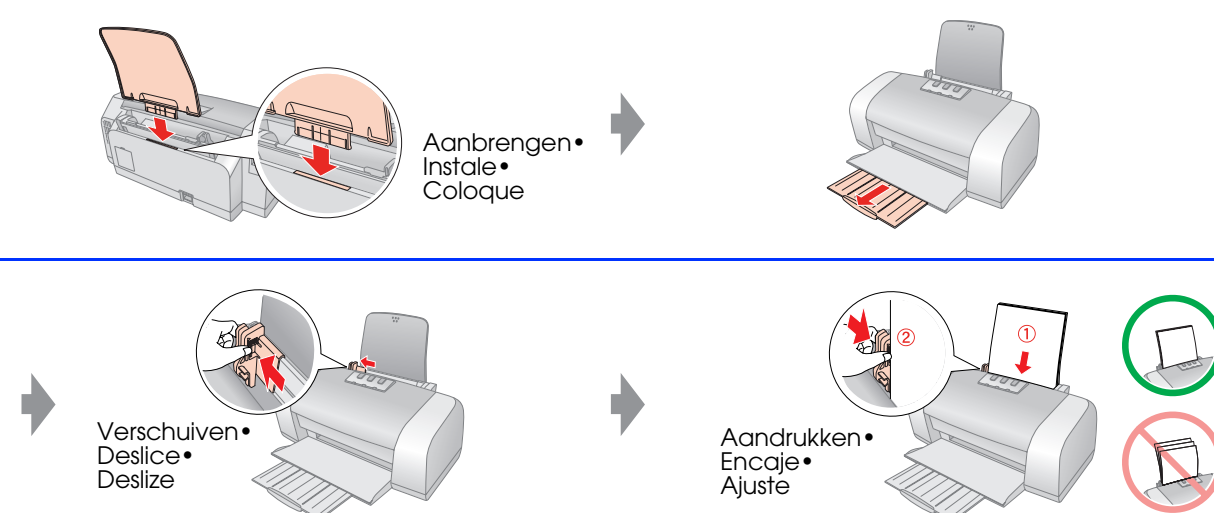 Aanbrengen•
Instale•
Coloque
Verschuiven•
Deslice•
Deslize
②
①
Aandrukken•
Encaje•
Ajuste